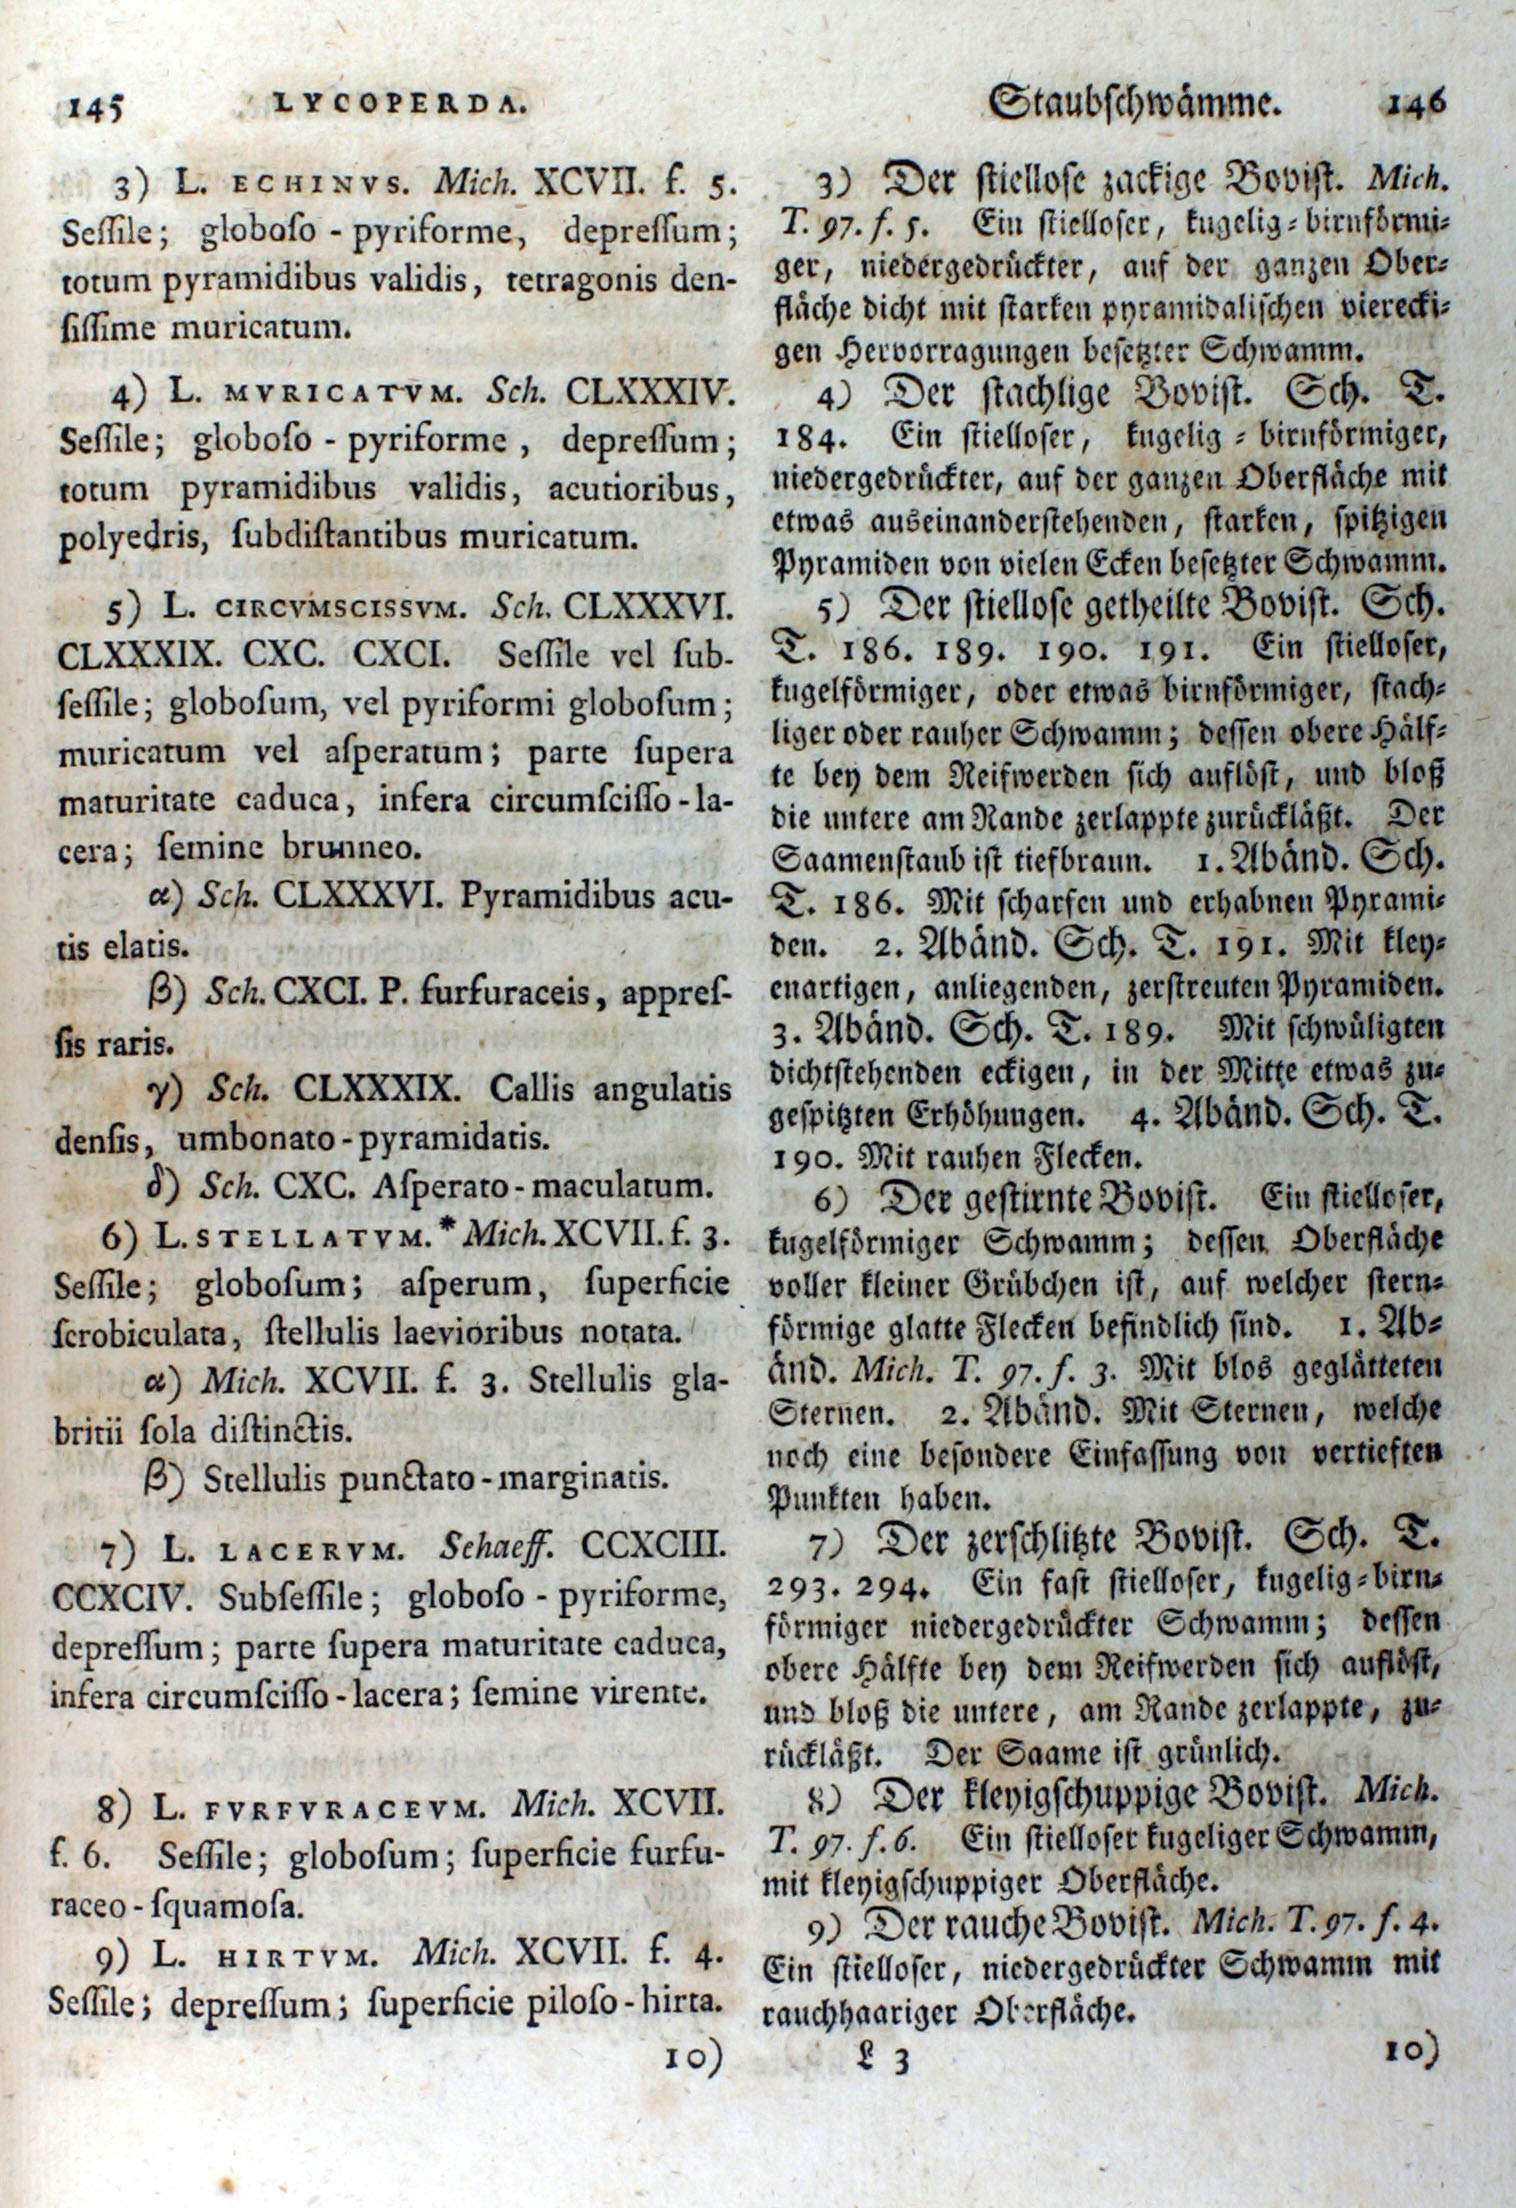 145 LYCOPERDA.
3) L. ECHINVS. Mich. XCVII. f. 5.
Seſſile; globoſo - pyriforme, depreſſum;
totum pyramidibus validis, tetragonis den-
ſiſſime muricatum.
4) L. MVRICATVM. Sch. CLXXXIV.
Seſſile; globoſo - pyriforme, depreſſum;
totum pyramidibus validis, acutioribus,
polyedris, ſubdiſtantibus muricatum.
5) L. CIRCVMSCISSVM. Sch. CLXXXVI.
CLXXXIX. CXC. CXCI. Seſſile vel ſub-
ſeſſile; globoſum, vel pyriformi globoſum;
muricatum vel aſperatum; parte ſupera
maturitate caduca, infera circumſciſſo - la-
cera; ſemine brunneo.
α) Sch. CLXXXVI. Pyramidibus acu-
tis elatis.
β) Sch. CXCI. P. furfuraceis, appreſ-
ſis raris.
γ) Sch. CLXXXIX. Callis angulatis
denſis, umbonato - pyramidatis.
δ) Sch. CXC. Aſperato - maculatum.
6) L. STELLATVM.* Mich. XCVII. f. 3.
Seſſile; globoſum; aſperum, ſuperficie
ſcrobiculata, ſtellulis laevioribus notata.
α) Mich. XCVII. f. 3. Stellulis gla-
britii ſola diſtinctis.
β) Stellulis punctato - marginatis.
7) L. LACERVM. Schaeff. CCXCIII.
CCXCIV. Subſeſſile; globoſo - pyriforme,
depreſſum; parte ſupera maturitate caduca,
infera circumſciſſo - lacera; ſemine virente.
8) L. FVRFVRACEVM. Mich. XCVII.
f. 6. Seſſile; globoſum; ſuperficie furfu-
raceo - ſquamoſa.
9) L. HIRTVM. Mich. XCVII. f. 4.
Seſſile; depreſſum; ſuperficie piloſo - hirta.
10)
Staubſchwämme. 146
3) Der ſtielloſe zackige Boviſt. Mich.
T. 97. f. 5. Ein ſtielloſer, kugelig-birnförmi-
ger, niedergedrückter, auf der ganzen Ober-
fläche dicht mit ſtarken pyramidaliſchen vierecki-
gen Hervorragungen beſetzter Schwamm.
4) Der ſtachlige Boviſt. Sch. T.
184. Ein ſtielloſer, kugelig - birnförmiger,
niedergedrückter, auf der ganzen Oberfläche mit
etwas auseinanderſtehenden, ſtarken, ſpitzigen
Pyramiden von vielen Ecken beſetzter Schwamm.
5) Der ſtielloſe getheilte Boviſt. Sch.
T. 186. 189. 190. 191. Ein ſtielloſer,
kugelförmiger, oder etwas birnförmiger, ſtach-
liger oder rauher Schwamm; deſſen obere Hälf-
te bey dem Reifwerden ſich auflöſt, und bloß
die untere am Rande zerlappte zurückläßt. Der
Saamenſtaub iſt tiefbraun. 1. Abänd. Sch.
T. 186. Mit ſcharfen und erhabnen Pyrami-
den. 2. Abänd. Sch. T. 191. Mit kley-
enartigen, anliegenden, zerſtreuten Pyramiden.
3. Abänd. Sch. T. 189. Mit ſchwüligten
dichtſtehenden eckigen, in der Mitte etwas zu-
geſpitzten Erhöhungen. 4. Abänd. Sch. T.
190. Mit rauhen Flecken.
6) Der geſtirnte Boviſt. Ein ſtielloſer,
kugelförmiger Schwamm; deſſen Oberfläche
voller kleiner Grübchen iſt, auf welcher ſtern-
förmige glatte Flecken befindlich ſind. 1. Ab-
änd. Mich. T. 97. f. 3. Mit blos geglätteten
Sternen. 2. Abänd. Mit Sternen, welche
noch eine beſondere Einfaſſung von vertieften
Punkten haben.
7) Der zerſchlitzte Boviſt. Sch. T.
293. 294. Ein faſt ſtielloſer, kugelig-birn-
förmiger niedergedrückter Schwamm; deſſen
obere Hälfte bey dem Reifwerden ſich auflöſt,
und bloß die untere, am Rande zerlappte, zu-
rückläßt. Der Saame iſt grünlich.
8) Der kleyigſchuppige Boviſt. Mich.
T. 97. f. 6. Ein ſtielloſer kugeliger Schwamm,
mit kleyigſchuppiger Oberfläche.
9) Der rauche Boviſt. Mich. T. 97. f. 4.
Ein ſtielloſer, niedergedrückter Schwamm mit
rauchhaariger Oberfläche.
L 3 10)